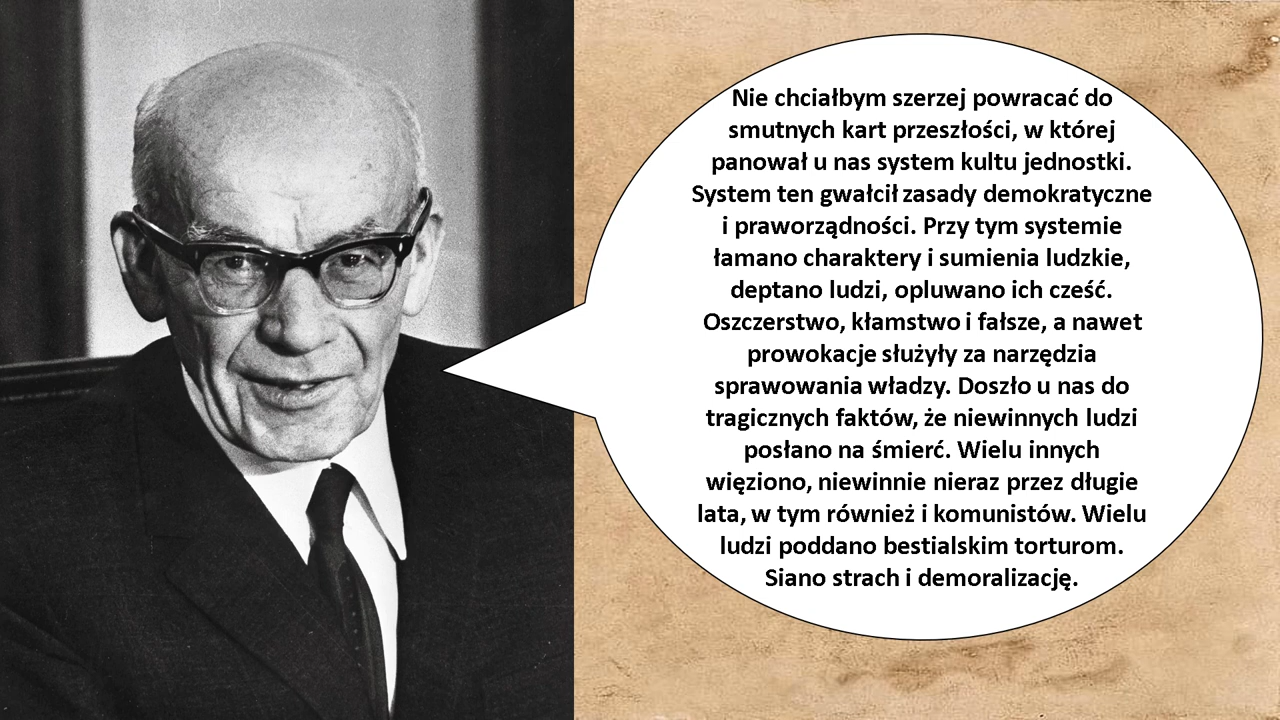 Nie chciałbym szerzej powracać do
smutnych kart przeszłości, w której
panował u nas system kultu jednostki.
System ten gwałcił zasady demokratyczne
i praworządności. Przy tym systemie
łamano charaktery i sumienia ludzkie,
deptano ludzi, opluwano ich cześć.
Oszczerstwo, kłamstwo i fałsze, a nawet
prowokacje służyły za narzędzia
sprawowania władzy. Doszło u nas do
tragicznych faktów, że niewinnych ludzi
posłano na śmierć. Wielu innych
więziono, niewinnie nieraz przez długie
lata, w tym również i komunistów. Wielu
ludzi poddano bestialskim torturom.
Siano strach i demoralizację.